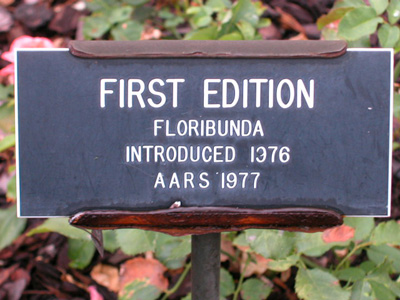 FIRST EDITION
FLORIBUNDA
INTRODUCED 1976
AARS 1977